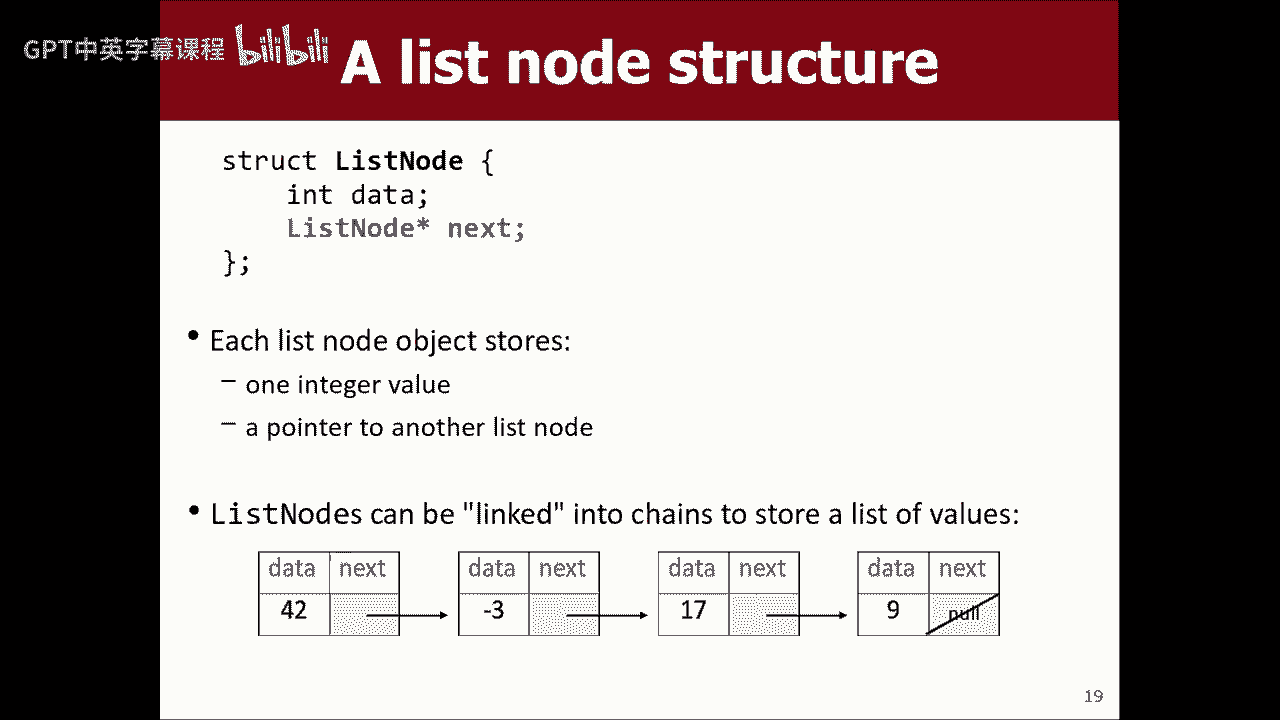 GPT中英字幕课程 bilibili
A list node structure
struct ListNode {
int data;
ListNode* next;
};
• Each list node object stores:
– one integer value
– a pointer to another list node
• ListNodes can be "linked" into chains to store a list of values:
data next data next data next data next
42 -3 17 9 null
19